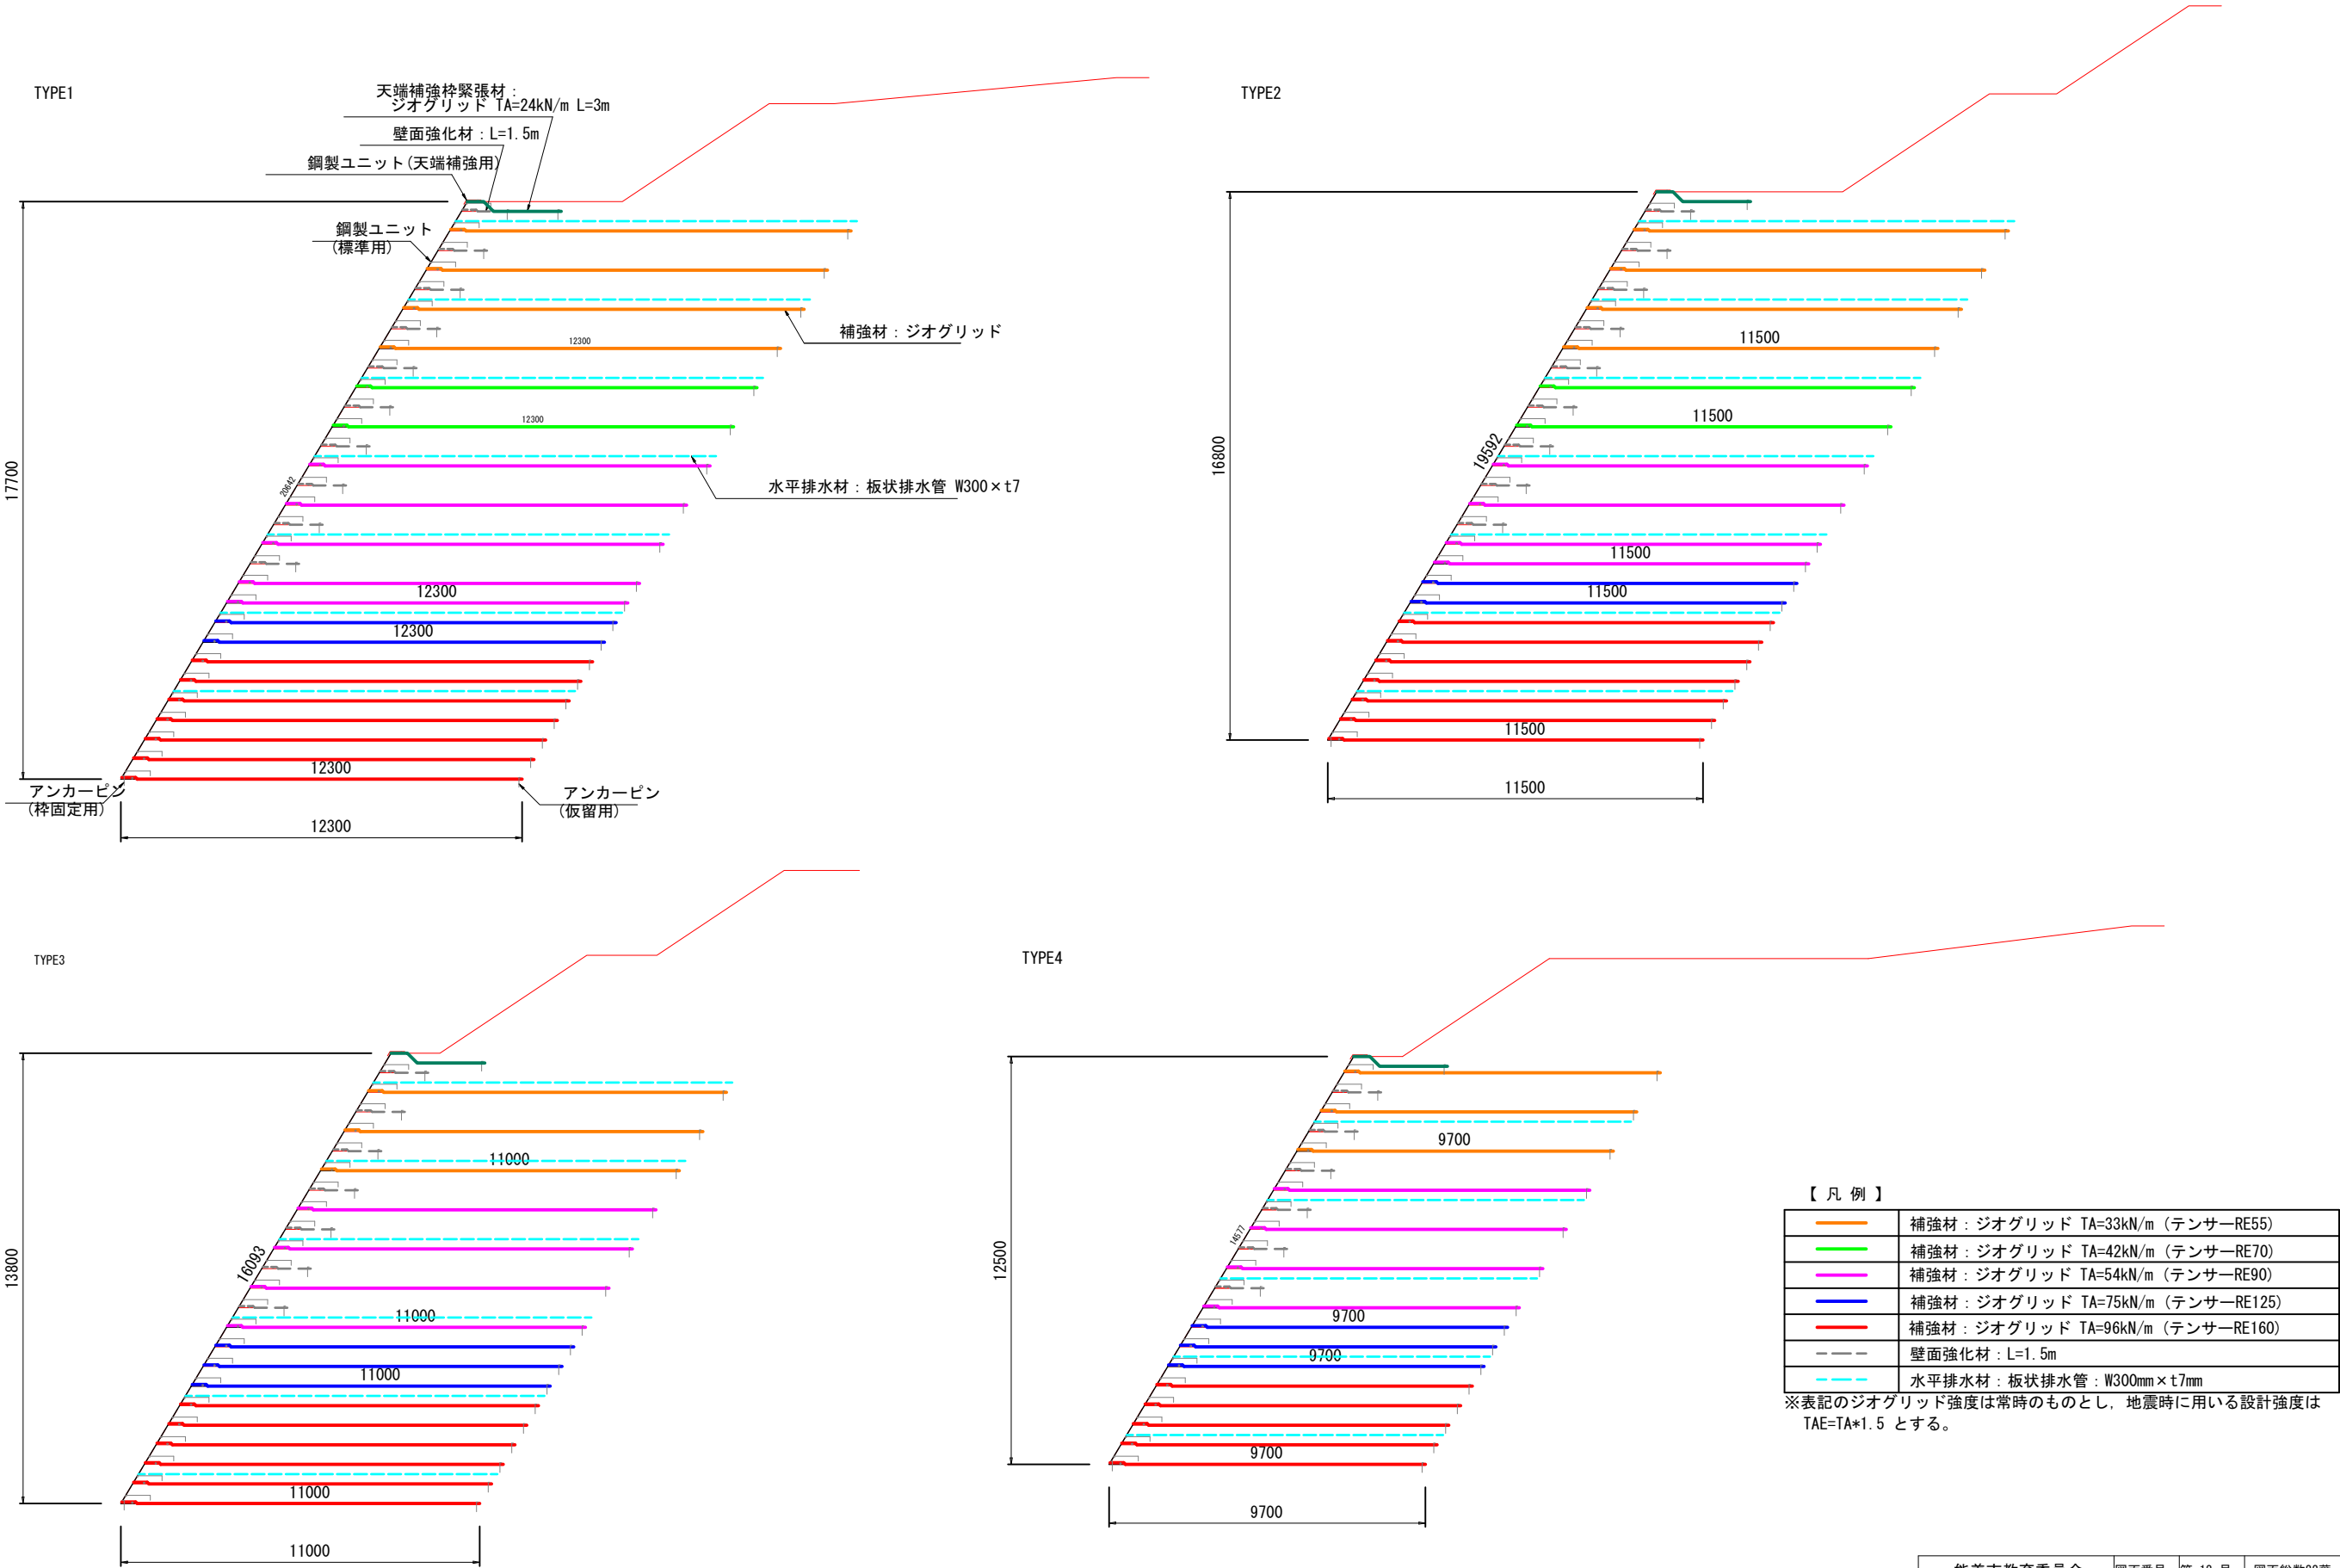 TYPE1
天端補強枠緊張材：
ジオグリッド TA=24kN/m L=3m
壁面強化材：L=1.5m
鋼製ユニット(天端補強用)
鋼製ユニット
(標準用)
補強材：ジオグリッド
12300
12300
水平排水材：板状排水管 W300×t7
17700
20642
12300
12300
12300
アンカーピン
(枠固定用)
アンカーピン
(仮留用)
12300
TYPE2
11500
11500
16800
19592
11500
11500
11500
11500
TYPE3
11000
13800
16093
11000
11000
11000
11000
TYPE4
9700
12500
14577
9700
9700
9700
9700
【 凡 例 】
補強材：ジオグリッド TA=33kN/m (テンサーRE55)
補強材：ジオグリッド TA=42kN/m (テンサーRE70)
補強材：ジオグリッド TA=54kN/m (テンサーRE90)
補強材：ジオグリッド TA=75kN/m (テンサーRE125)
補強材：ジオグリッド TA=96kN/m (テンサーRE160)
壁面強化材：L=1.5m
水平排水材：板状排水管：W300mm×t7mm
※表記のジオグリッド強度は常時のものとし，地震時に用いる設計強度は
TAE=TA*1.5 とする。